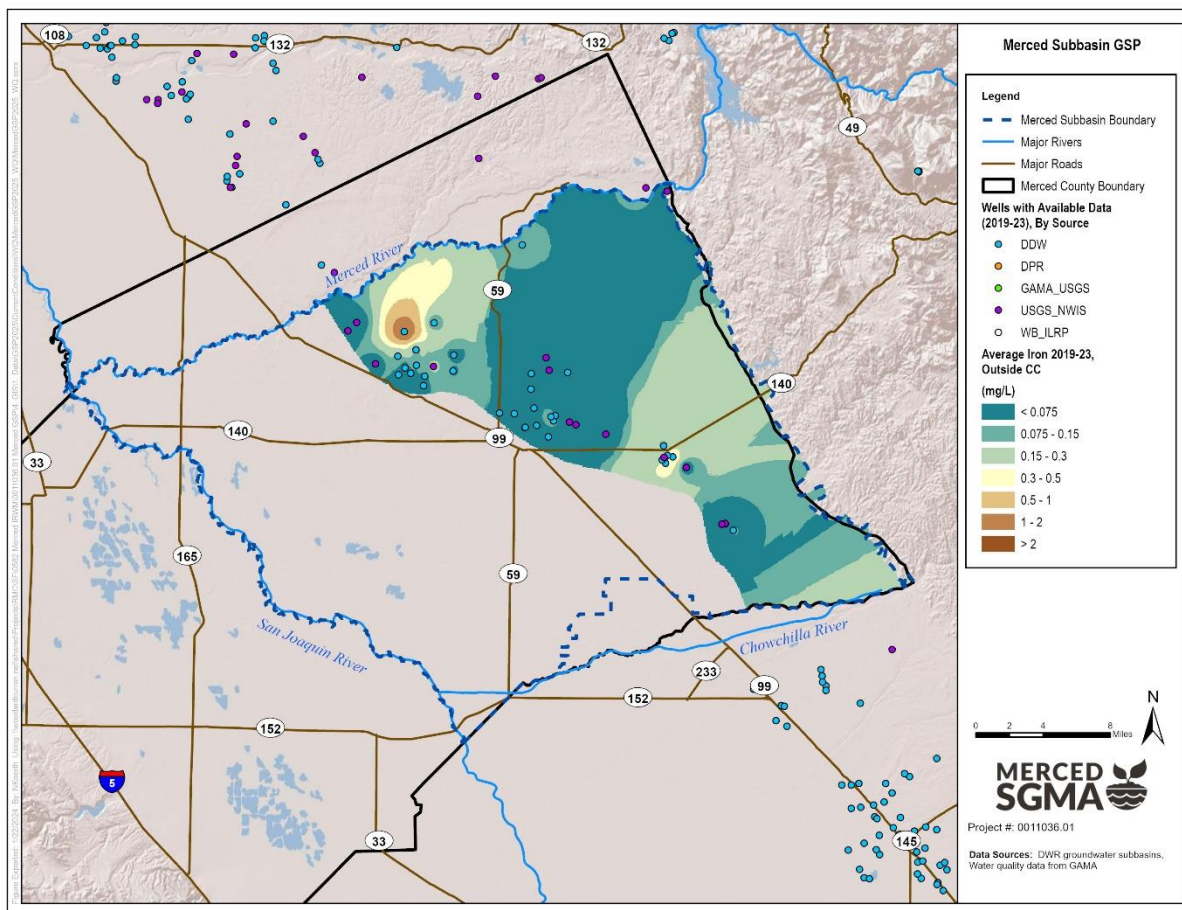 108
132
132
49
Merced River
59
140
99
140
33
165
59
San Joaquin River
Chowchilla River
233
99
152
152
5
33
145
Merced Subbasin GSP
Legend
Merced Subbasin Boundary
Major Rivers
Major Roads
Merced County Boundary
Wells with Available Data
(2019-23), By Source
DDW
DPR
GAMA_USGS
USGS_NWIS
WB_ILRP
Average Iron 2019-23,
Outside CC
(mg/L)
< 0.075
0.075 - 0.15
0.15 - 0.3
0.3 - 0.5
0.5 - 1
1 - 2
> 2
N
0 2 4 8
Miles
MERCED
SGMA
Project #: 0011036.01
Data Sources: DWR groundwater subbasins,
Water quality data from GAMA